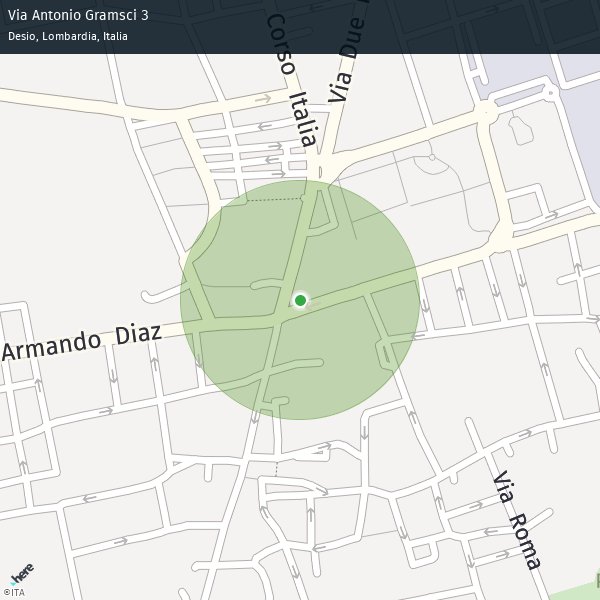 Via Antonio Gramsci 3
Desio, Lombardia, Italia
Corso Italia
Via Due
Armando Diaz
Via Roma
here
©ITA